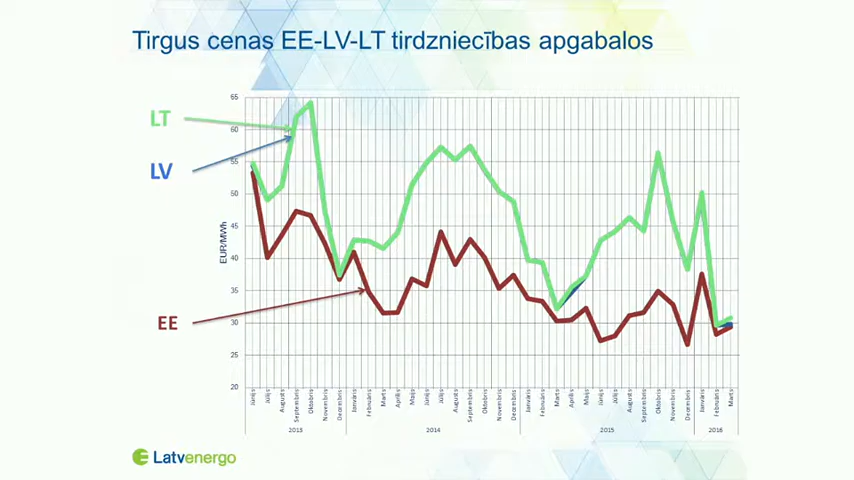 Tirgus cenas EE-LV-LT tirdzniecības apgabalos
LT
LV
EE
EUR/MWh
65
60
55
50
45
40
35
30
25
20
Jūnijs Jūlijs Augusts Septembris Oktobris Novembris Decembris Janvāris Februāris Marts Aprīlis Maijs Jūnijs Jūlijs Augusts Septembris Oktobris Novembris Decembris Janvāris Februāris Marts Aprīlis Maijs Jūnijs Jūlijs Augusts Septembris Oktobris Novembris Decembris Janvāris Februāris Marts
2013 2014 2015 2016
Latvenergo